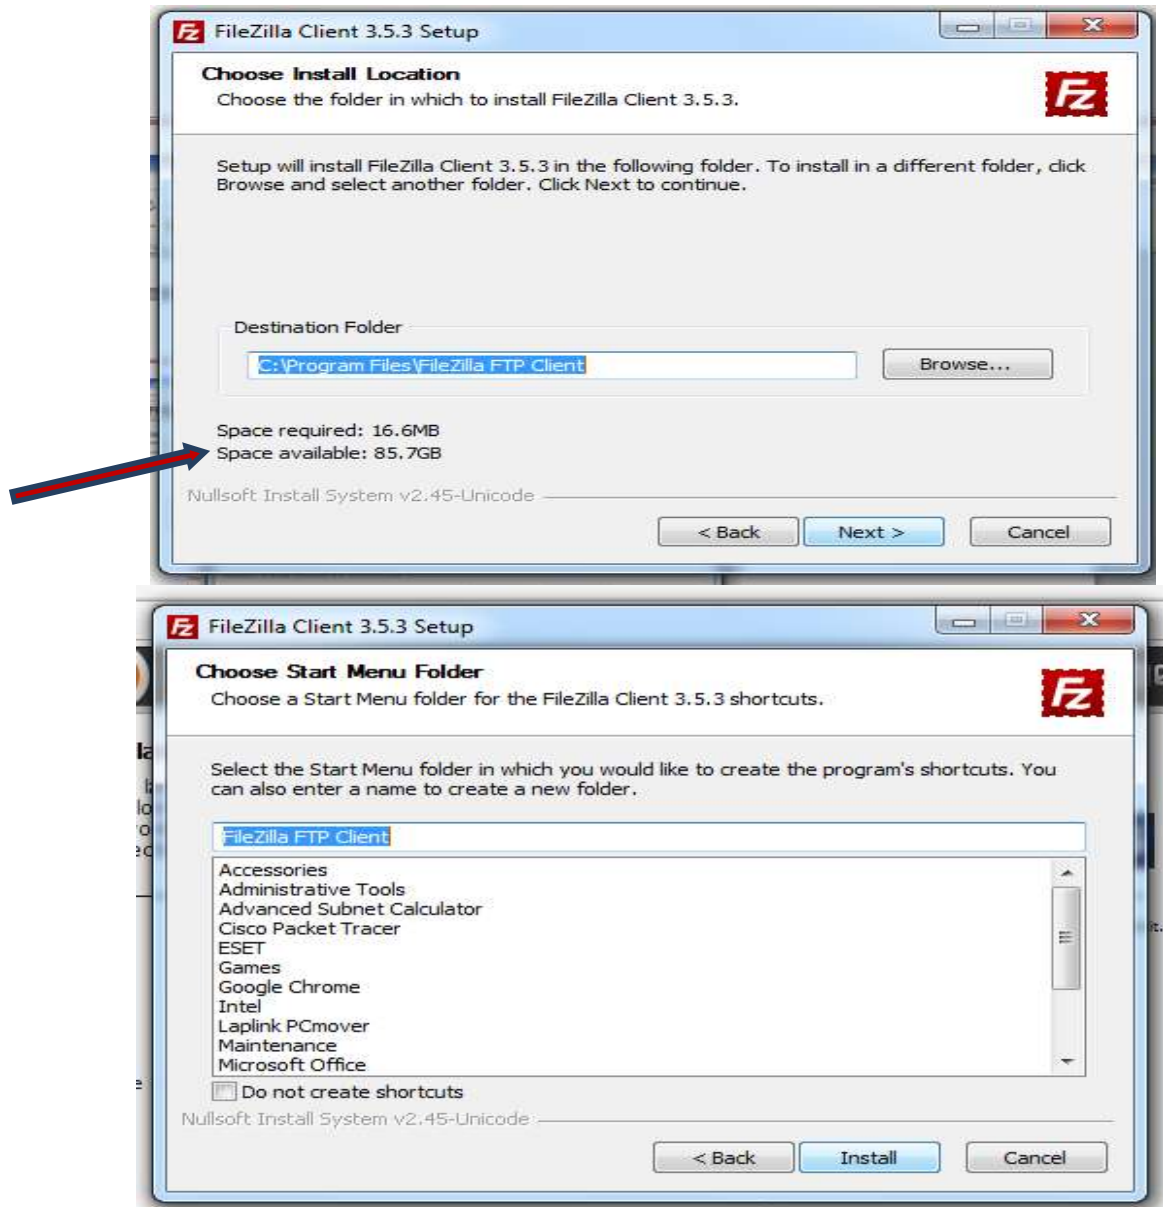 FileZilla Client 3.5.3 Setup
Choose Install Location
Choose the folder in which to install FileZilla Client 3.5.3.
Fz
Setup will install FileZilla Client 3.5.3 in the following folder. To install in a different folder, click
Browse and select another folder. Click Next to continue.
Destination Folder
C:\Program Files\FileZilla FTP Client
Browse...
Space required: 16.6MB
Space available: 85.7GB
Nullsoft Install System v2.45-Unicode
< Back
Next >
Cancel
FileZilla Client 3.5.3 Setup
Choose Start Menu Folder
Choose a Start Menu folder for the FileZilla Client 3.5.3 shortcuts.
Fz
Select the Start Menu folder in which you would like to create the program's shortcuts. You
can also enter a name to create a new folder.
FileZilla FTP Client
Accessories
Administrative Tools
Advanced Subnet Calculator
Cisco Packet Tracer
ESET
Games
Google Chrome
Intel
Laplink PCmover
Maintenance
Microsoft Office
Do not create shortcuts
Nullsoft Install System v2.45-Unicode
< Back
Install
Cancel